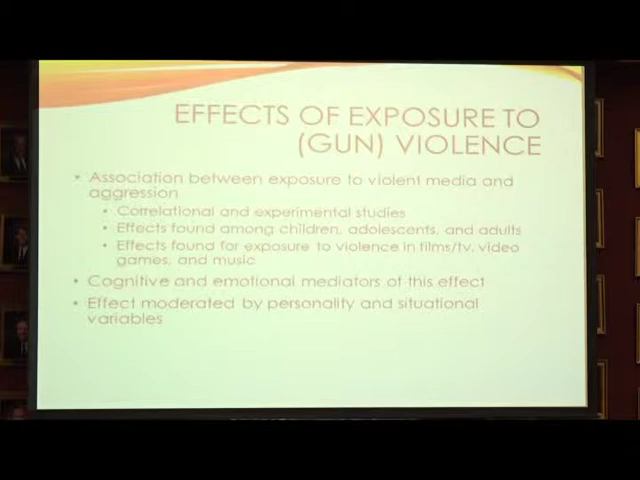 EFFECTS OF EXPOSURE TO
(GUN) VIOLENCE
• Association between exposure to violent media and
aggression
• Correlational and experimental studies
• Effects found among children, adolescents, and adults
• Effects found for exposure to violence in films/tv, video
games, and music
• Cognitive and emotional mediators of this effect
• Effect moderated by personality and situational
variables